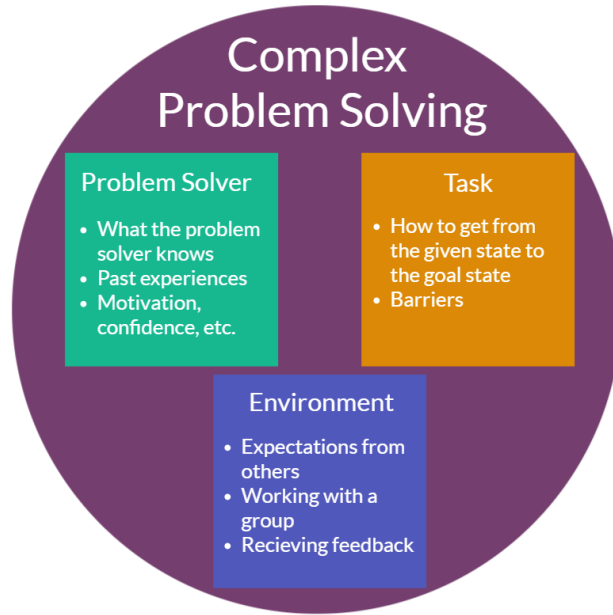 Complex
Problem Solving
Problem Solver
• What the problem
solver knows
• Past experiences
• Motivation,
confidence, etc.
Task
• How to get from
the given state to
the goal state
• Barriers
Environment
• Expectations from
others
• Working with a
group
• Recieving feedback